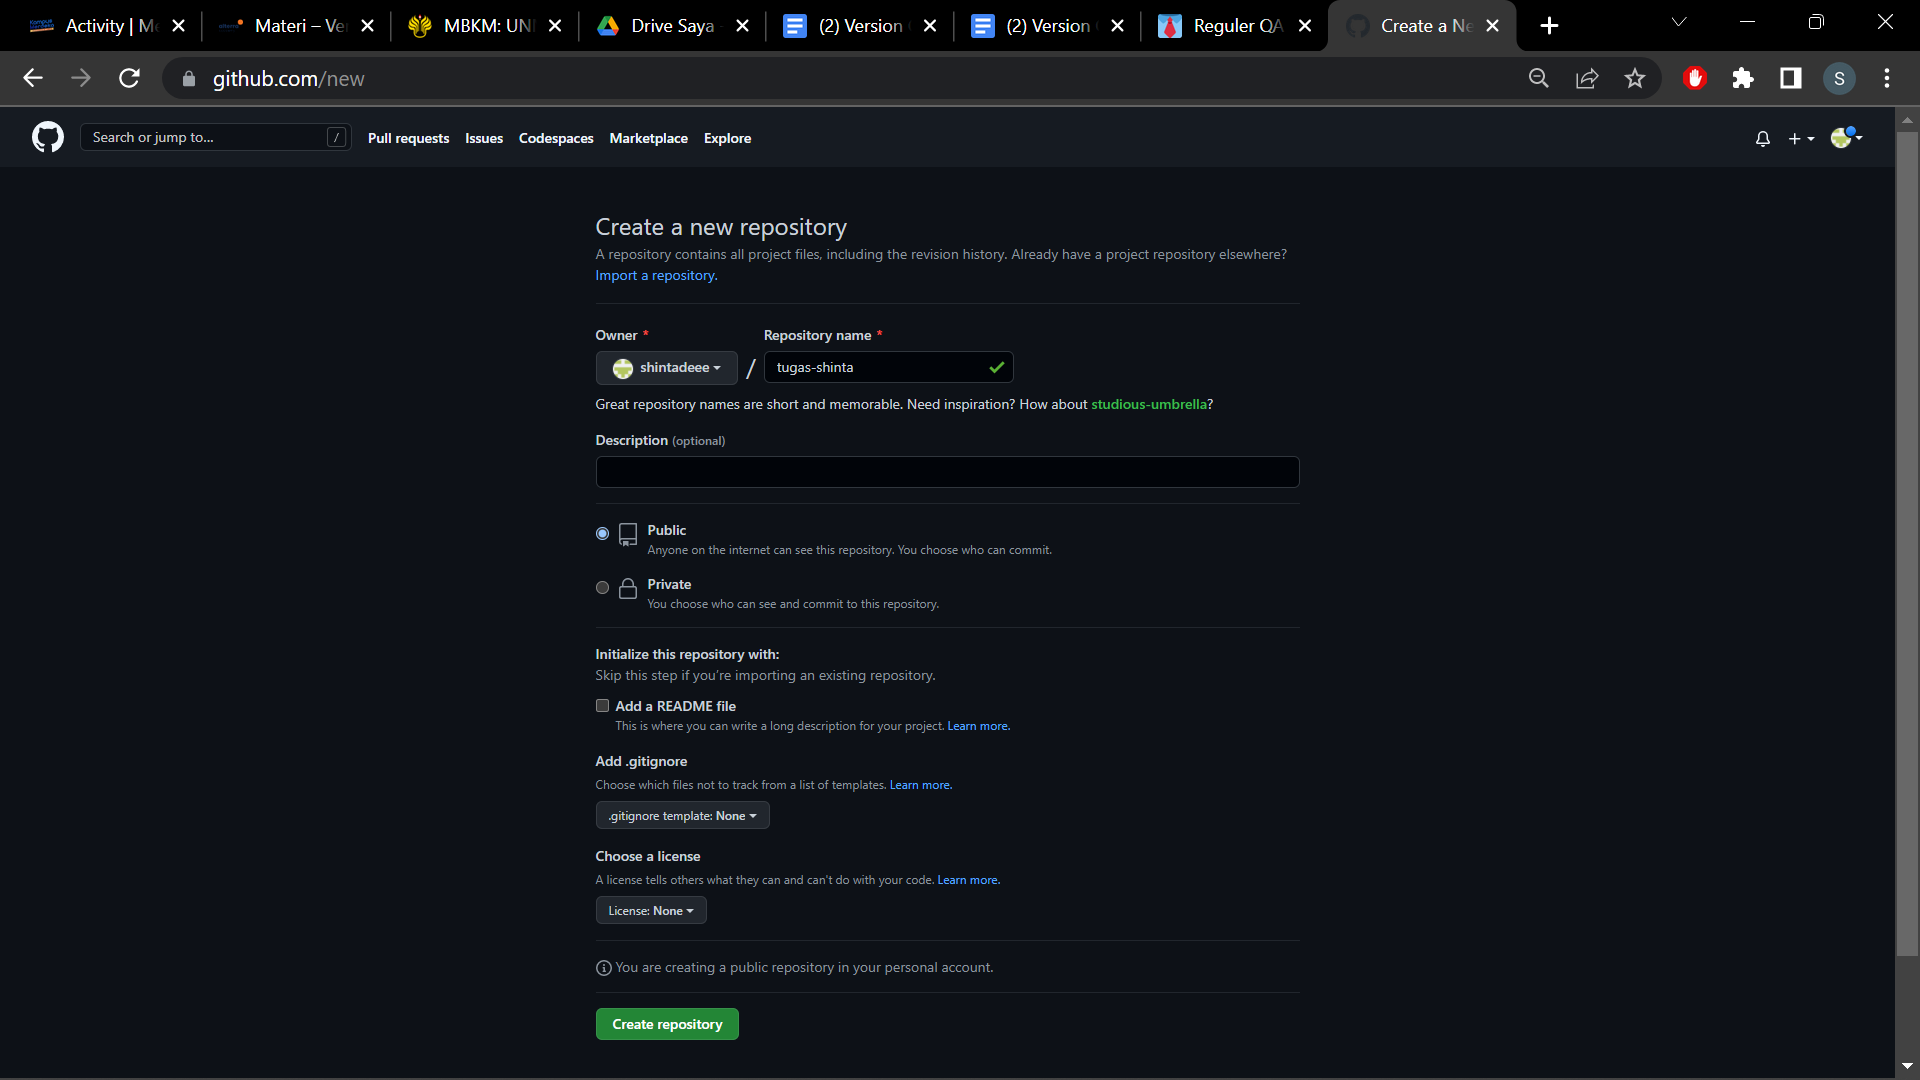 Activity | Me
Materi – Ver
MBKM: UNI
Drive Saya -
(2) Version
(2) Version
Reguler QA
Create a Ne
github.com/new
S
Search or jump to...
/
Pull requests
Issues
Codespaces
Marketplace
Explore
Create a new repository
A repository contains all project files, including the revision history. Already have a project repository elsewhere?
Import a repository.
Owner *
Repository name *
shintadeee
/
tugas-shinta
Great repository names are short and memorable. Need inspiration? How about studious-umbrella?
Description (optional)
Public
Anyone on the internet can see this repository. You choose who can commit.
Private
You choose who can see and commit to this repository.
Initialize this repository with:
Skip this step if you're importing an existing repository.
Add a README file
This is where you can write a long description for your project. Learn more.
Add .gitignore
Choose which files not to track from a list of templates. Learn more.
.gitignore template: None
Choose a license
A license tells others what they can and can't do with your code. Learn more.
License: None
You are creating a public repository in your personal account.
Create repository